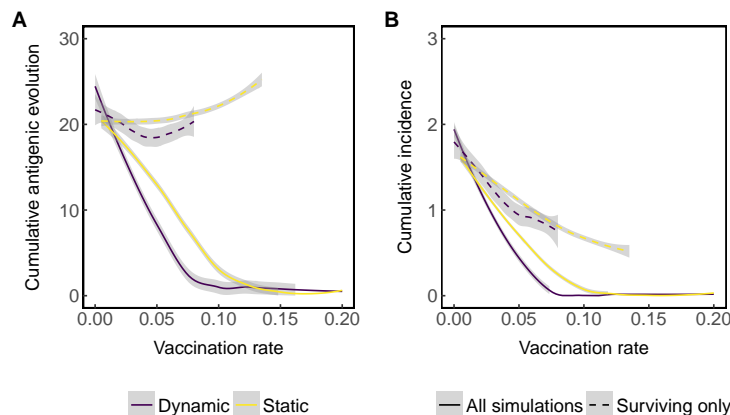 A
B
Cumulative antigenic evolution
30
20
10
0
0.00 0.05 0.10 0.15 0.20
Vaccination rate
Cumulative incidence
3
2
1
0
0.00 0.05 0.10 0.15 0.20
Vaccination rate
Dynamic Static
All simulations Surviving only